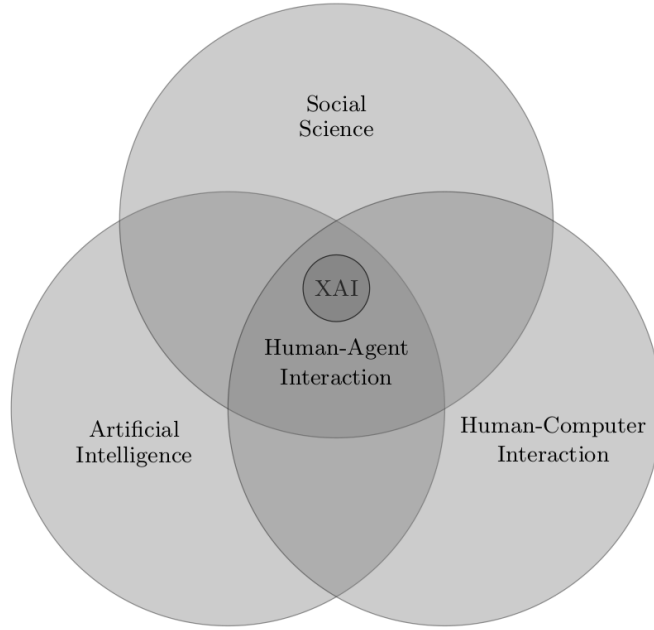 Social
Science
XAI
Human-Agent
Interaction
Artificial
Intelligence
Human-Computer
Interaction